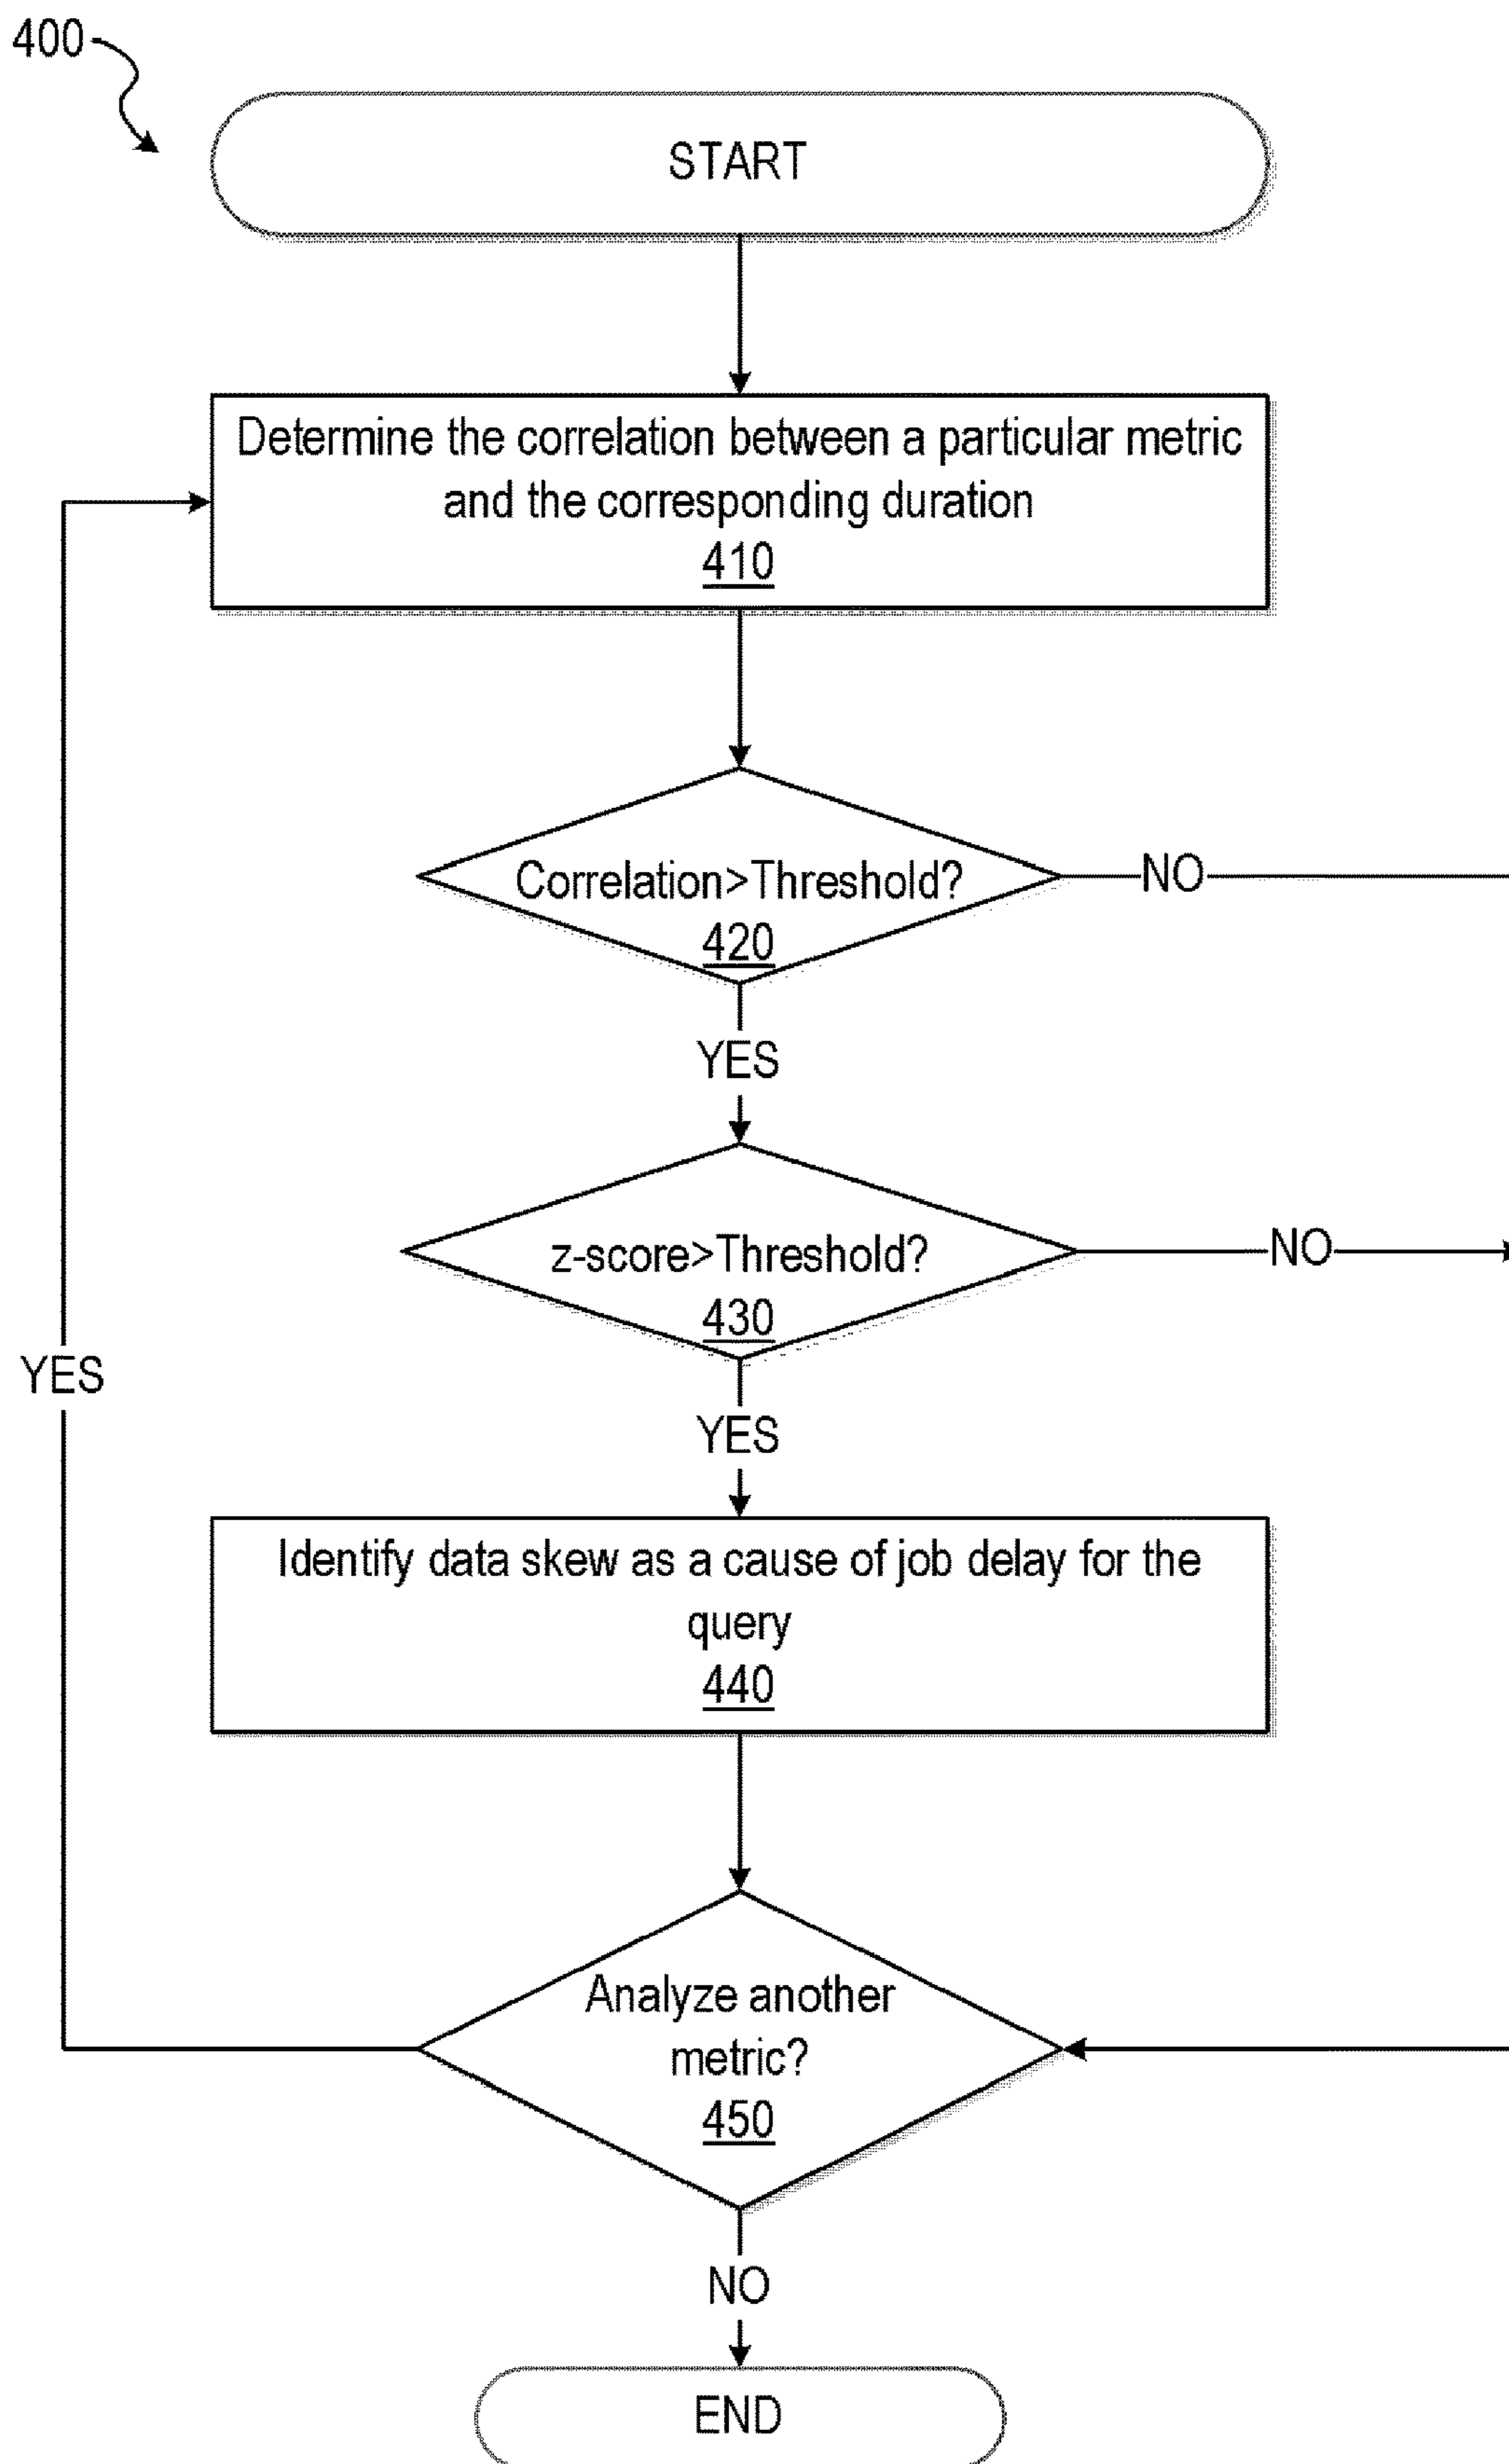 400
START
Determine the correlation between a particular metric
and the corresponding duration
410
Correlation>Threshold?
420
NO
YES
z-score>Threshold?
430
NO
YES
YES
Identify data skew as a cause of job delay for the
query
440
Analyze another
metric?
450
NO
END